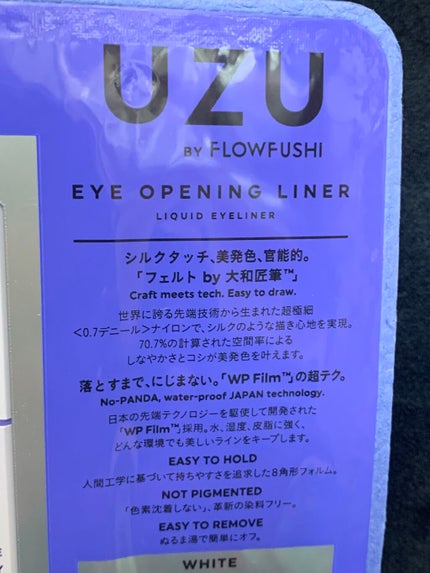 UZU
BY FLOWFUSHI
EYE OPENING LINER
LIQUID EYELINER
シルクタッチ、美発色、官能的。
「フェルト by 大和匠筆™」
Craft meets tech. Easy to draw.
世界に誇る先端技術から生まれた超極細
<0.7デニール>ナイロンで、シルクのような描き心地を実現。
70.7%の計算された空間率による
しなやかさとコシが美発色を叶えます。
落とすまで、にじまない。「WP Film™」の超テク。
No-PANDA, water-proof JAPAN technology.
日本の先端テクノロジーを駆使して開発された
「WP Film™」採用。水、湿度、皮脂に強く、
どんな環境でも美しいラインをキープします。
EASY TO HOLD
人間工学に基づいて持ちやすさを追求した8角形フォルム。
NOT PIGMENTED
「色素沈着しない」、革新の染料フリー。
EASY TO REMOVE
ぬるま湯で簡単にオフ。
WHITE